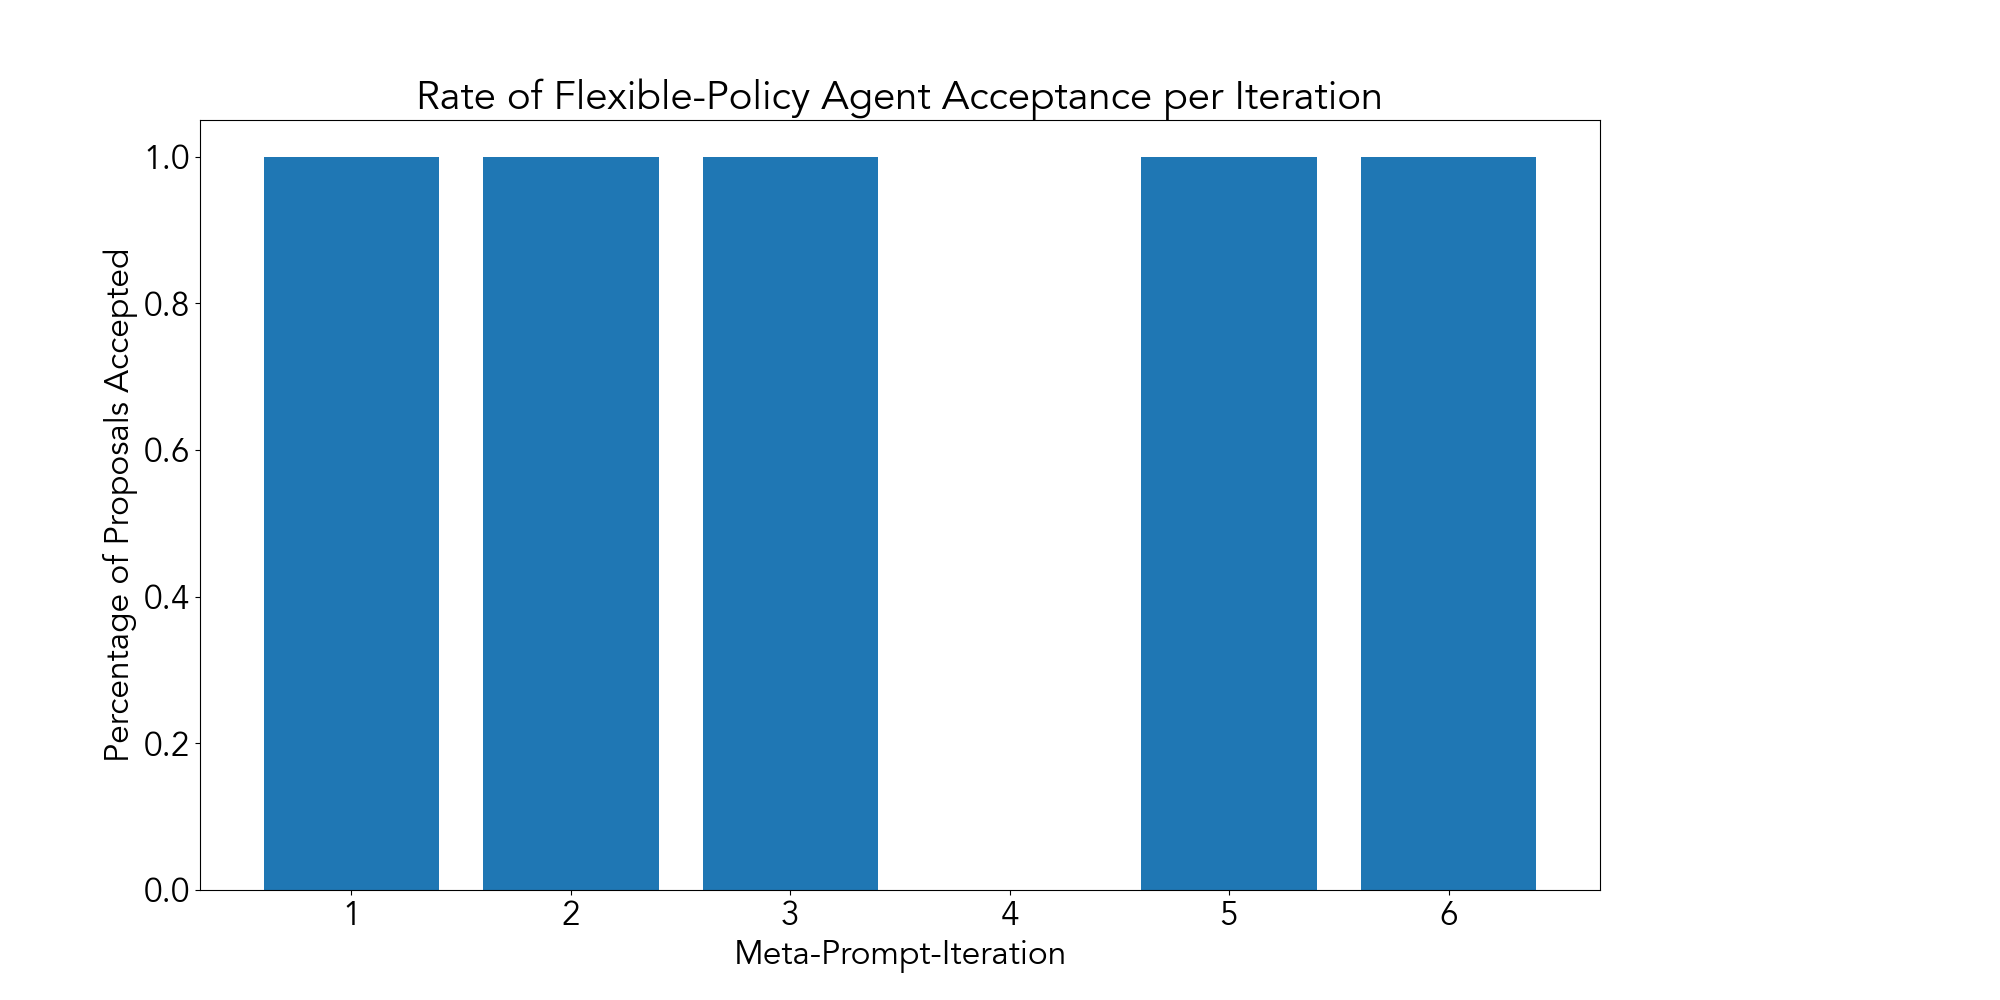 Rate of Flexible-Policy Agent Acceptance per Iteration
Percentage of Proposals Accepted
1.0
0.8
0.6
0.4
0.2
0.0
1 2 3 4 5 6
Meta-Prompt-Iteration